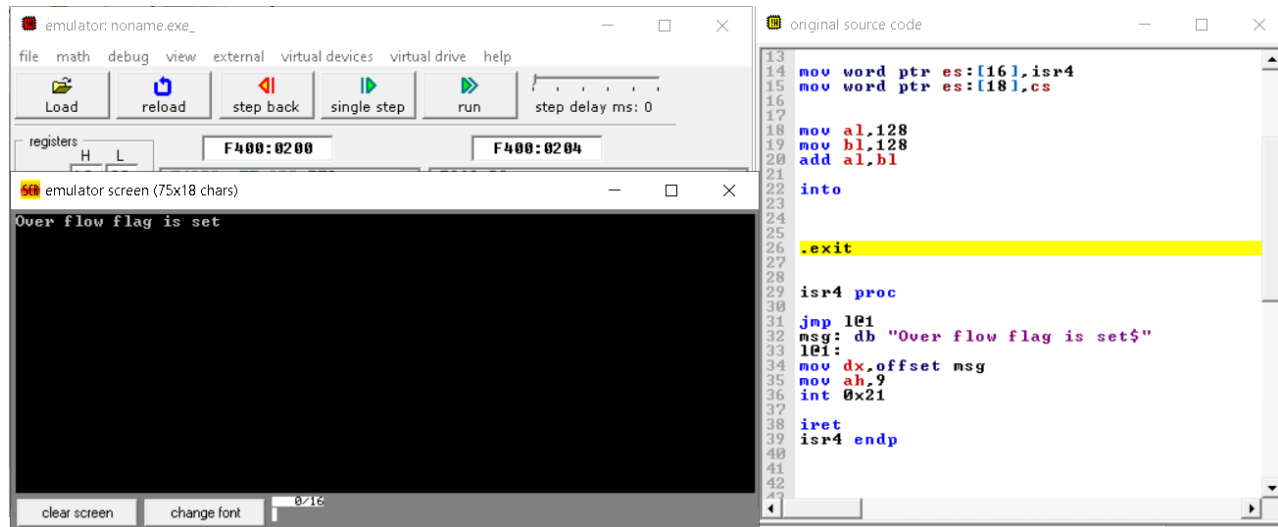 emulator: noname.exe_
file math debug view external virtual devices virtual drive help
Load reload step back single step run step delay ms: 0
registers
H L
F400:0200 F400:0204
emulator screen (75x18 chars)
Over flow flag is set
0/16
clear screen change font
original source code
13
14 mov word ptr es:[16],isr4
15 mov word ptr es:[18],cs
16
17
18 mov al,128
19 mov bl,128
20 add al,bl
21
22 into
23
24
25
26 .exit
27
28
29 isr4 proc
30
31 jmp l@1
32 msg: db "Over flow flag is set$"
33 l@1:
34 mov dx,offset msg
35 mov ah,9
36 int 0x21
37
38 iret
39 isr4 endp
40
41
42